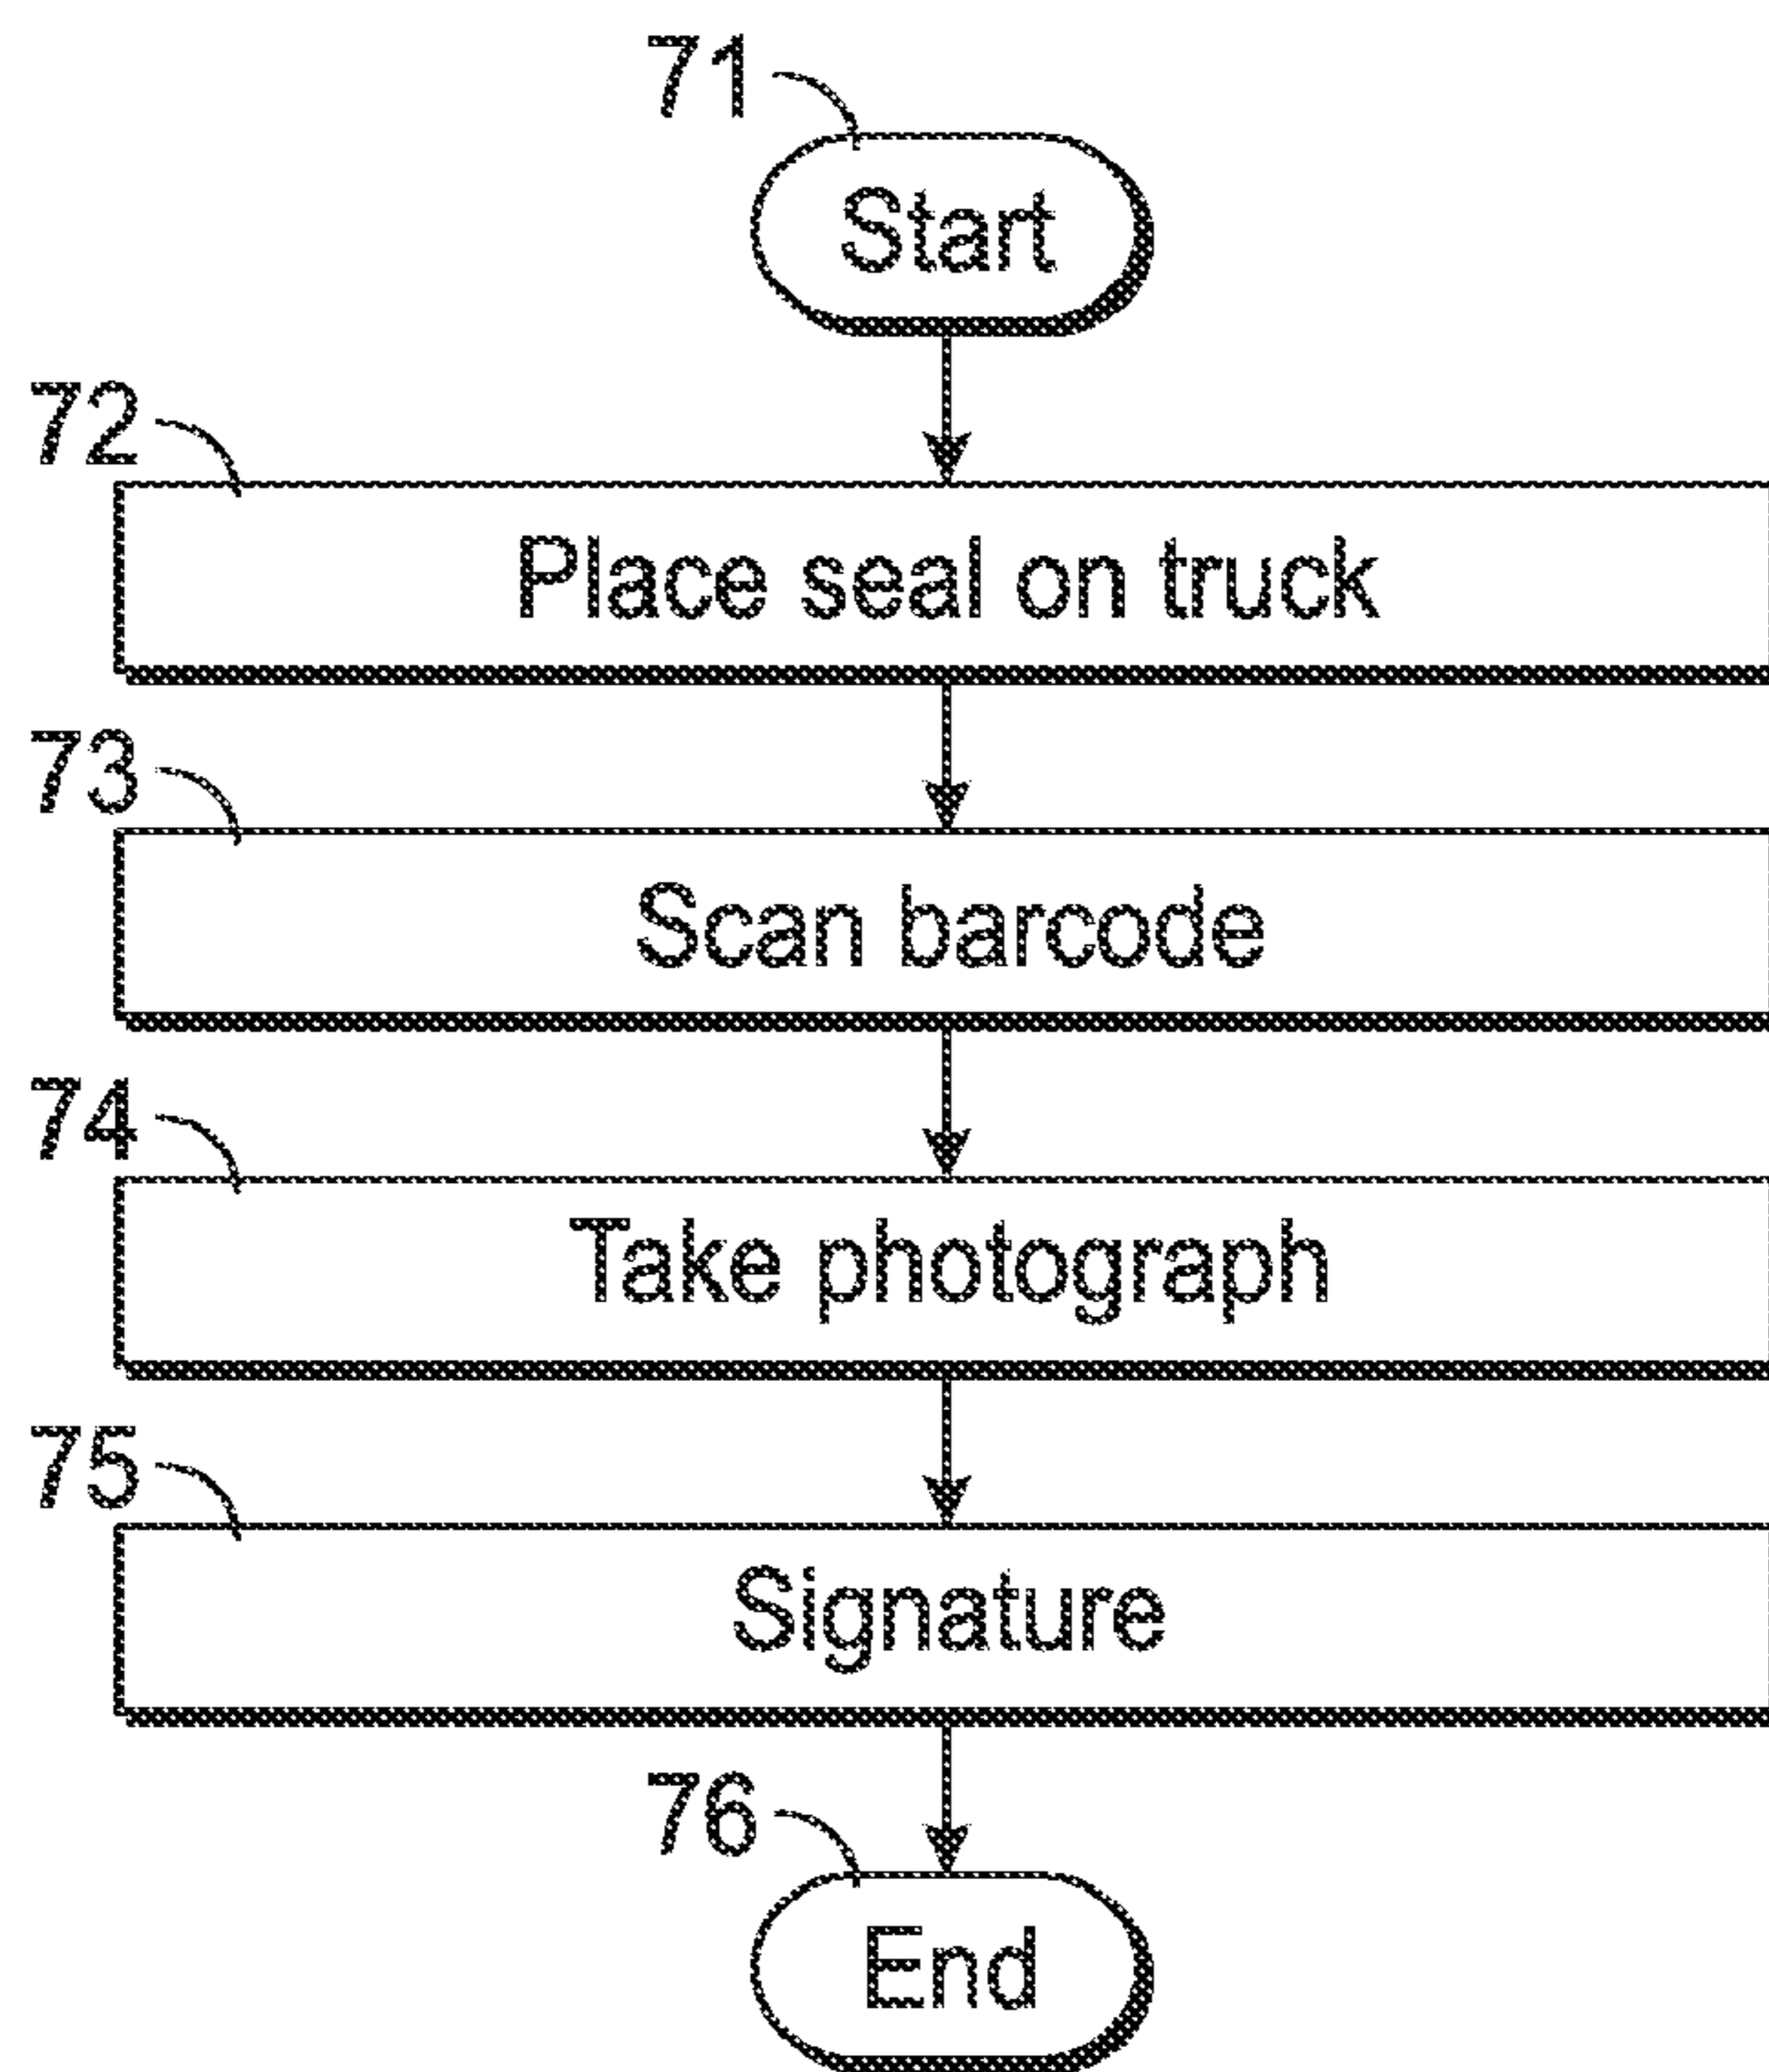 71
Start
72
Place seal on truck
73
Scan barcode
74
Take photograph
75
Signature
76
End